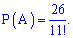 P( A ) = 26/11!.